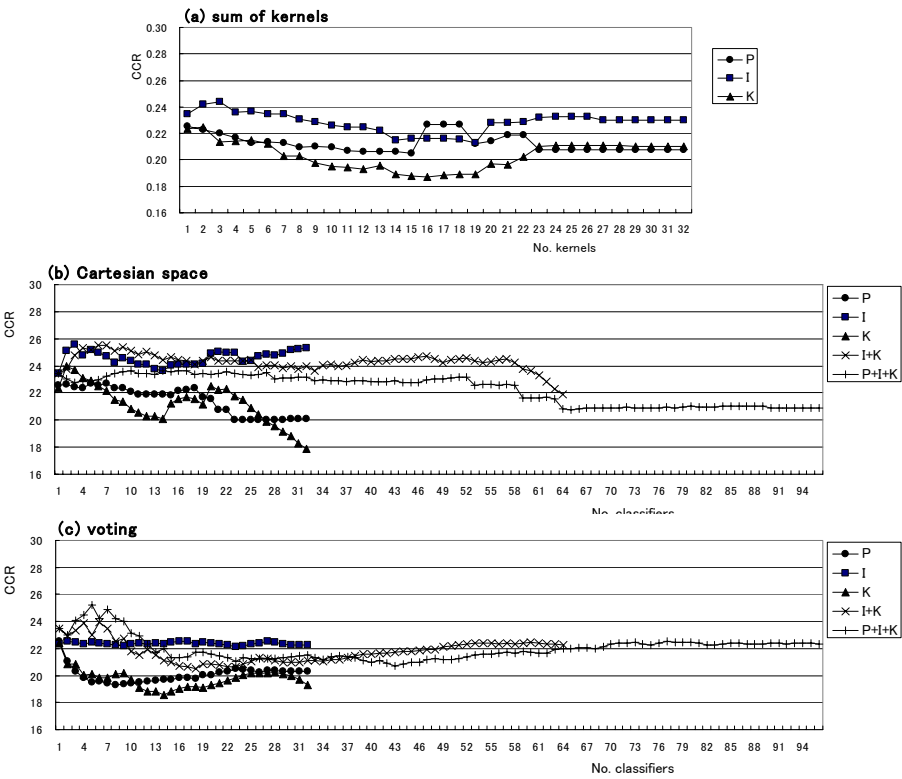 (a) sum of kernels
0.30
0.28
0.26
0.24
0.22
0.20
0.18
0.16
CCR
1 2 3 4 5 6 7 8 9 10 11 12 13 14 15 16 17 18 19 20 21 22 23 24 25 26 27 28 29 30 31 32
No. kernels
P
I
K
(b) Cartesian space
30
28
26
24
22
20
18
16
CCR
1 4 7 10 13 16 19 22 25 28 31 34 37 40 43 46 49 52 55 58 61 64 67 70 73 76 79 82 85 88 91 94
No. classifiers
P
I
K
I+K
P+I+K
(c) voting
30
28
26
24
22
20
18
16
CCR
1 4 7 10 13 16 19 22 25 28 31 34 37 40 43 46 49 52 55 58 61 64 67 70 73 76 79 82 85 88 91 94
No. classifiers
P
I
K
I+K
P+I+K